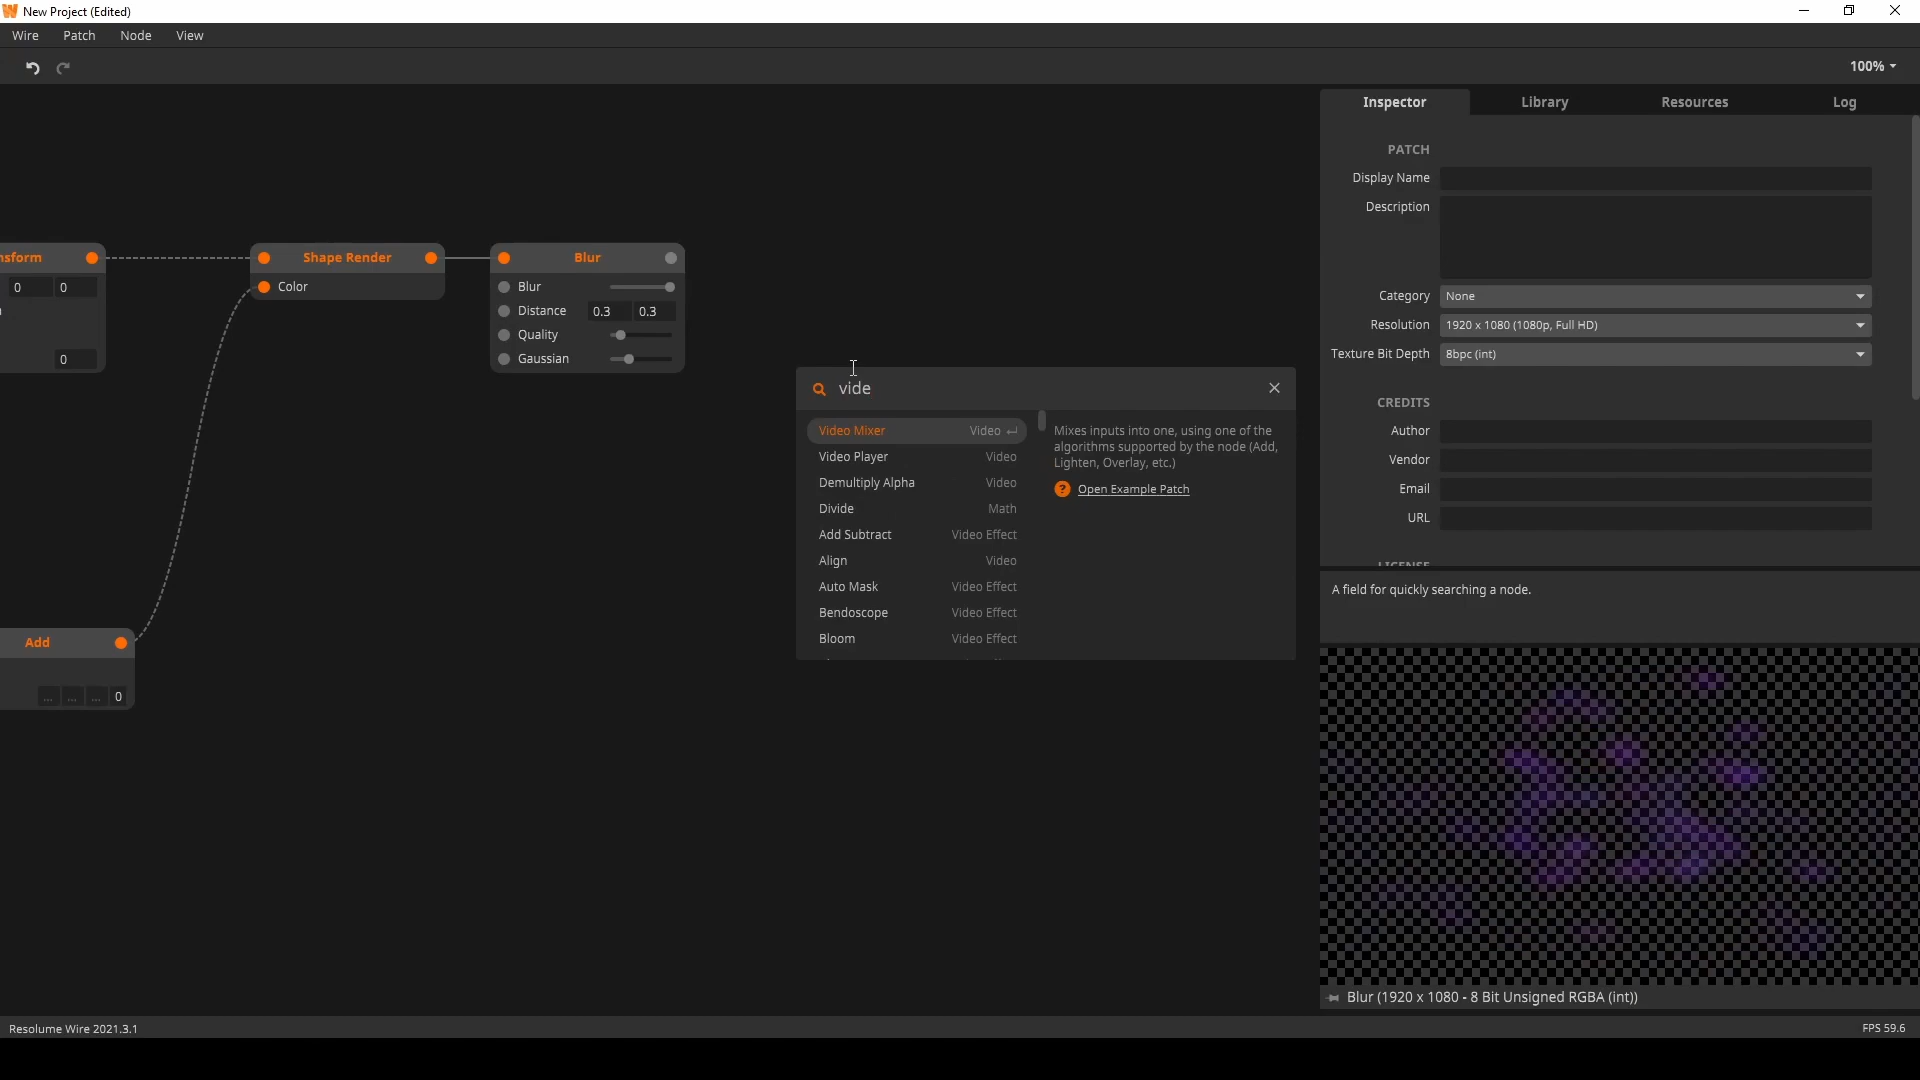 New Project (Edited)
Wire Patch Node View
100%
Inspector Library Resources Log
PATCH
Display Name
Description
Category None
Resolution 1920 x 1080 (1080p, Full HD)
Texture Bit Depth 8bpc (int)
CREDITS
Author
Vendor
Email
URL
A field for quickly searching a node.
nsform
0 0
0
Shape Render
Color
Blur
Blur
Distance 0.3 0.3
Quality
Gaussian
Add
... ... ... 0
vide
Video Mixer Video
Video Player Video
Demultiply Alpha Video
Divide Math
Add Subtract Video Effect
Align Video
Auto Mask Video Effect
Bendoscope Video Effect
Bloom Video Effect
Mixes inputs into one, using one of the
algorithms supported by the node (Add,
Lighten, Overlay, etc.)
? Open Example Patch
Blur (1920 x 1080 - 8 Bit Unsigned RGBA (int))
Resolume Wire 2021.3.1
FPS 59.6